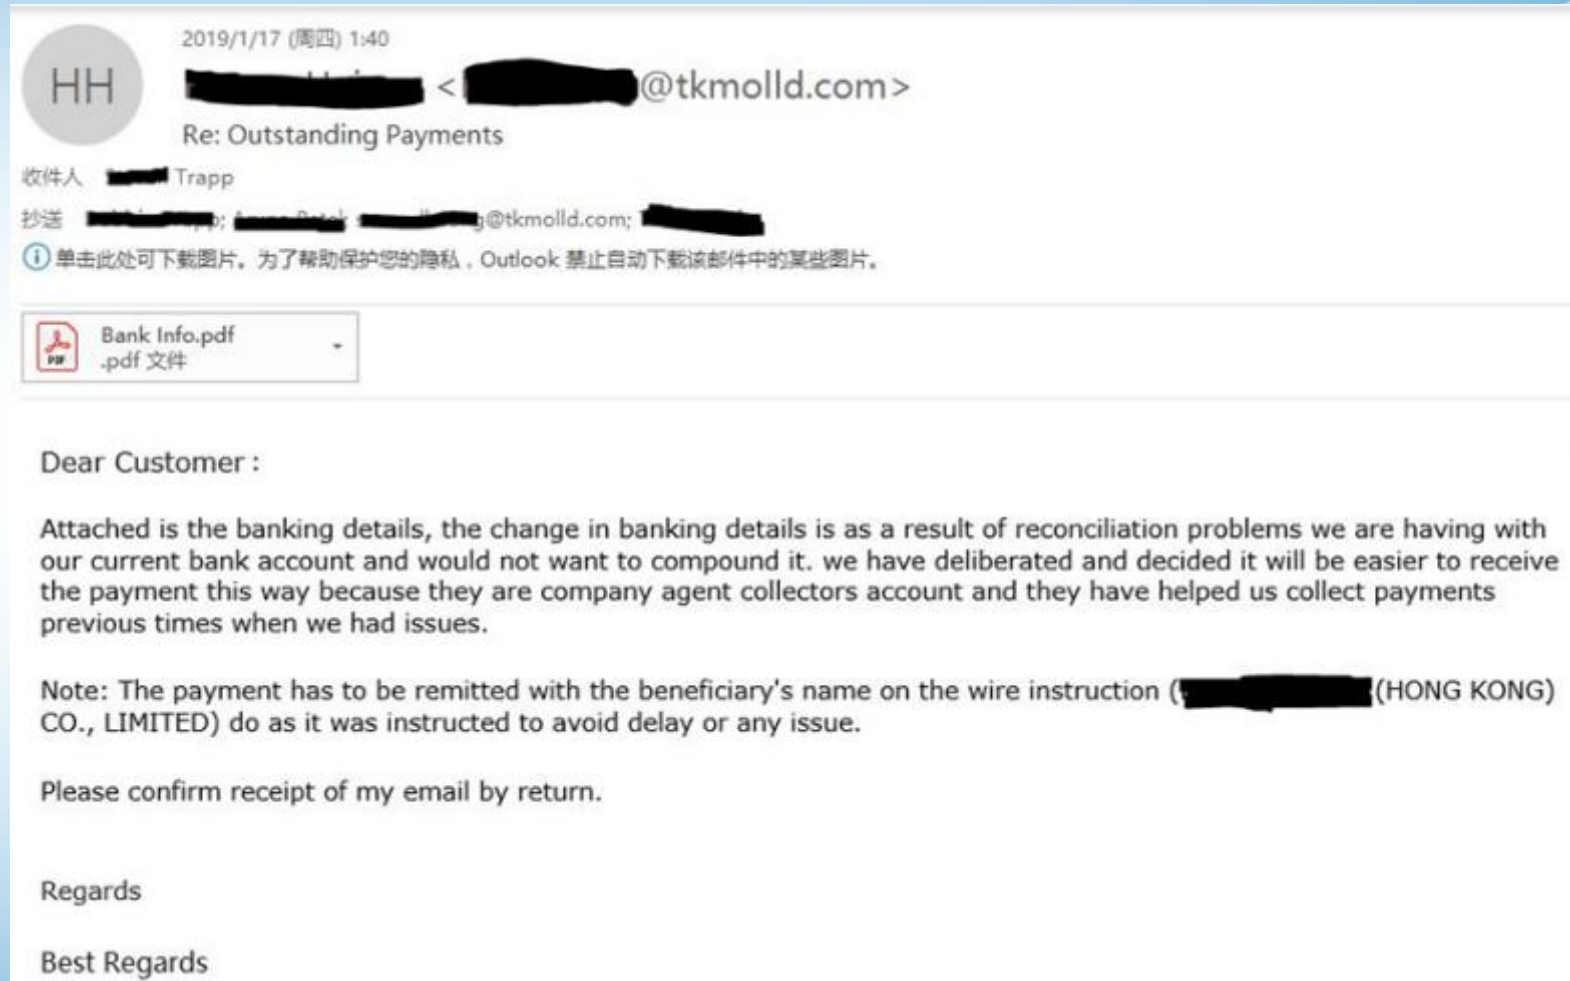 HH
2019/1/17 (周四) 1:40
< @tkmolld.com>
Re: Outstanding Payments
收件人 Trapp
抄送 g@tkmolld.com;
单击此处可下载图片。为了帮助保护您的隐私，Outlook 禁止自动下载该邮件中的某些图片。
Bank Info.pdf
.pdf 文件
Dear Customer :
Attached is the banking details, the change in banking details is as a result of reconciliation problems we are having with
our current bank account and would not want to compound it. we have deliberated and decided it will be easier to receive
the payment this way because they are company agent collectors account and they have helped us collect payments
previous times when we had issues.
Note: The payment has to be remitted with the beneficiary's name on the wire instruction ( (HONG KONG)
CO., LIMITED) do as it was instructed to avoid delay or any issue.
Please confirm receipt of my email by return.
Regards
Best Regards